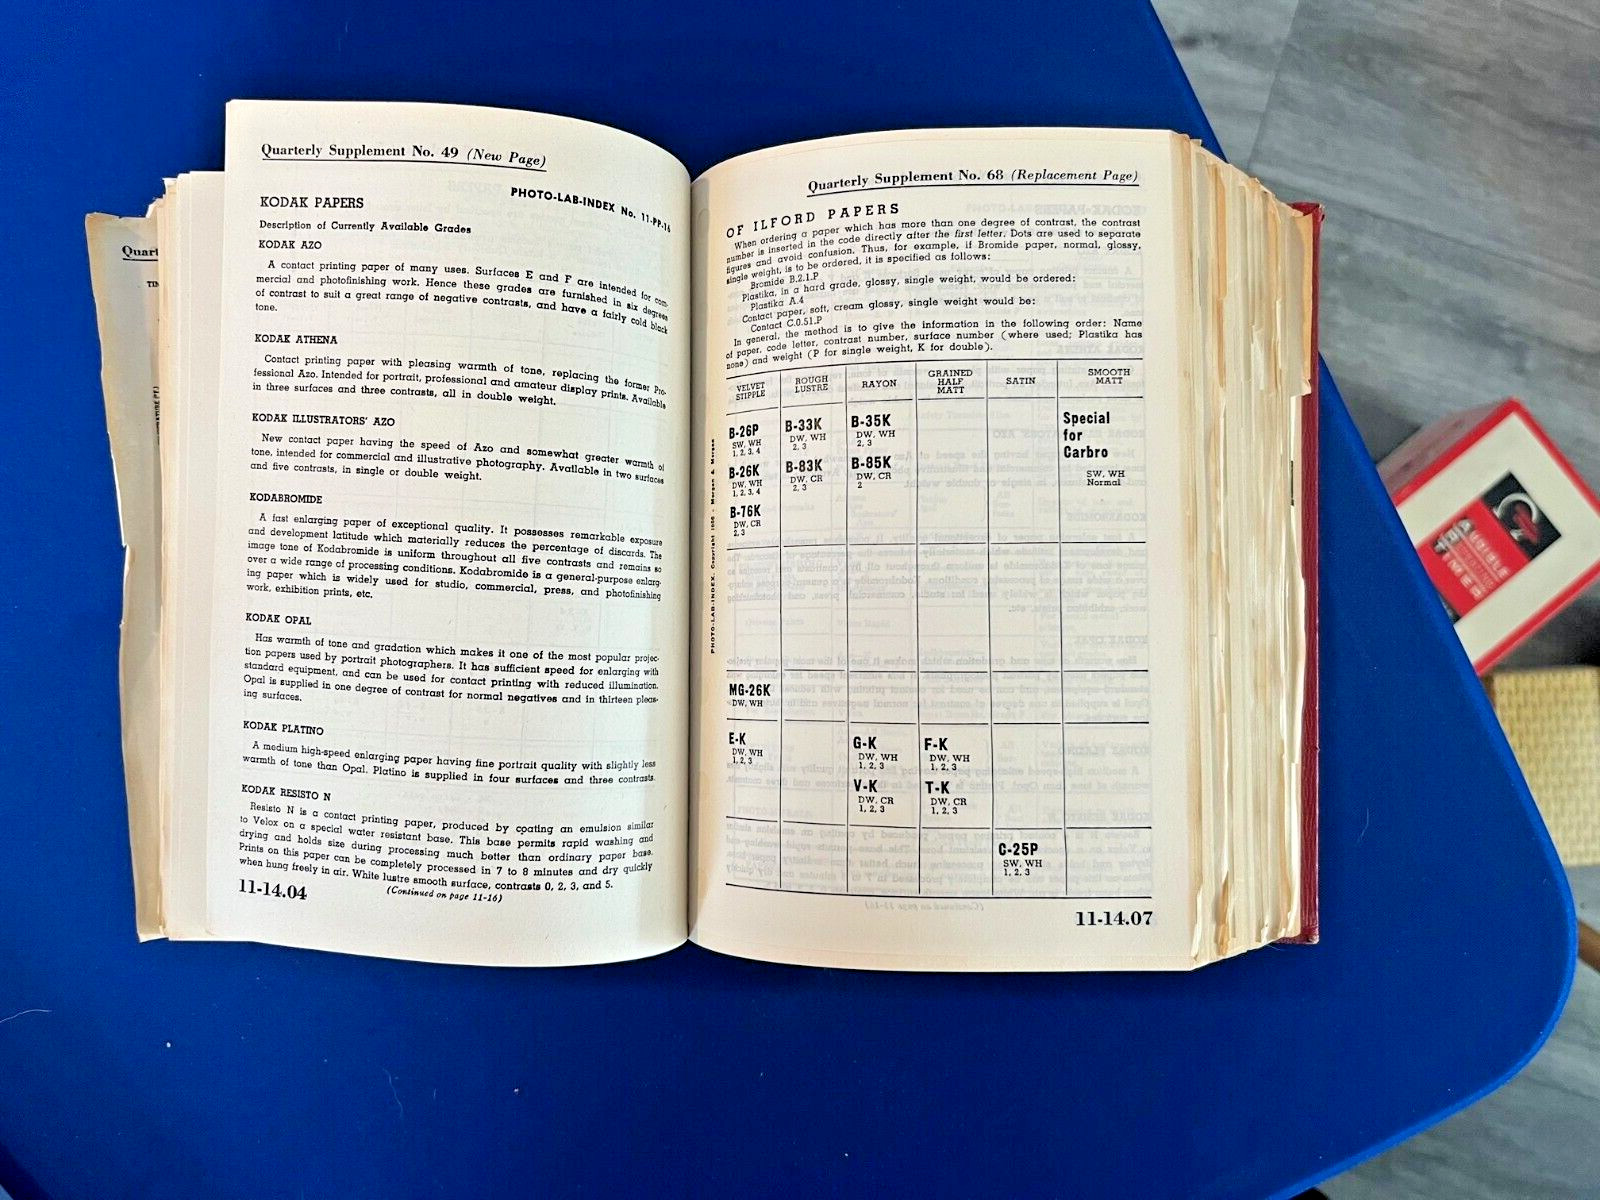 Quarterly Supplement No. 49 (New Page)
PHOTO-LAB-INDEX No. 11-PP-16
KODAK PAPERS
Description of Currently Available Grades
KODAK AZO
A contact printing paper of many uses. Surfaces E and F are intended for com-
mercial and photofinishing work. Hence these grades are furnished in six degrees
of contrast to suit a great range of negative contrasts, and have a fairly cold black
tone.
KODAK ATHENA
Contact printing paper with pleasing warmth of tone, replacing the former Pro-
fessional Azo. Intended for portrait, professional and amateur display prints. Available
in three surfaces and three contrasts, all in double weight.
KODAK ILLUSTRATORS' AZO
New contact paper having the speed of Azo and somewhat greater warmth of
tone, intended for commercial and illustrative photography. Available in two surfaces
and five contrasts, in single or double weight.
KODABROMIDE
A fast enlarging paper of exceptional quality. It possesses remarkable exposure
and development latitude which materially reduces the percentage of discards. The
image tone of Kodabromide is uniform throughout all five contrasts and remains so
over a wide range of processing conditions. Kodabromide is a general-purpose enlarg-
ing paper which is widely used for studio, commercial, press, and photofinishing
work, exhibition prints, etc.
KODAK OPAL
Has warmth of tone and gradation which makes it one of the most popular projec-
tion papers used by portrait photographers. It has sufficient speed for enlarging with
standard equipment, and can be used for contact printing with reduced illumination.
Opal is supplied in one degree of contrast for normal negatives and in thirteen pleas-
ing surfaces.
KODAK PLATINO
A medium high-speed enlarging paper having fine portrait quality with slightly less
warmth of tone than Opal. Platino is supplied in four surfaces and three contrasts.
KODAK RESISTO N
Resisto N is a contact printing paper, produced by coating an emulsion similar
to Velox on a special water resistant base. This base permits rapid washing and
drying and holds size during processing much better than ordinary paper base.
Prints on this paper can be completely processed in 7 to 8 minutes and dry quickly
when hung freely in air. White lustre smooth surface, contrasts 0, 2, 3, and 5.
(Continued on page 11-16)
11-14.04
Quarterly Supplement No. 68 (Replacement Page)
OF ILFORD PAPERS
When ordering a paper which has more than one degree of contrast, the contrast
number is inserted in the code directly after the first letter. Dots are used to separate
figures and avoid confusion. Thus, for example, if Bromide paper, normal, glossy,
single weight, is to be ordered, it is specified as follows:
Bromide B.2.1.P
Plastika, in a hard grade, glossy, single weight, would be ordered:
Plastika A.4
Contact paper, soft, cream glossy, single weight would be:
Contact C.0.51.P
In general, the method is to give the information in the following order: Name
of paper, code letter, contrast number, surface number (where used; Plastika has
none) and weight (P for single weight, K for double).
VELVET STIPPLE ROUGH LUSTRE RAYON GRAINED HALF MATT SATIN SMOOTH MATT
B-26P B-33K B-35K Special
SW, WH DW, WH DW, WH for
1, 2, 3, 4 2, 3 2, 3 Carbro
B-26K B-83K B-85K SW, WH
DW, WH DW, CR DW, CR Normal
1, 2, 3, 4 2, 3 2
B-76K
DW, CR
2, 3
MG-26K
DW, WH
E-K G-K F-K
DW, WH DW, WH DW, WH
1, 2, 3 1, 2, 3 1, 2, 3
V-K T-K
DW, CR DW, CR
1, 2, 3 1, 2, 3
C-25P
SW, WH
1, 2, 3
11-14.07
PHOTO-LAB-INDEX, Copyright 1956 - Morgan & Morgan
Quart
TIN
AUDIBLE
TIMER